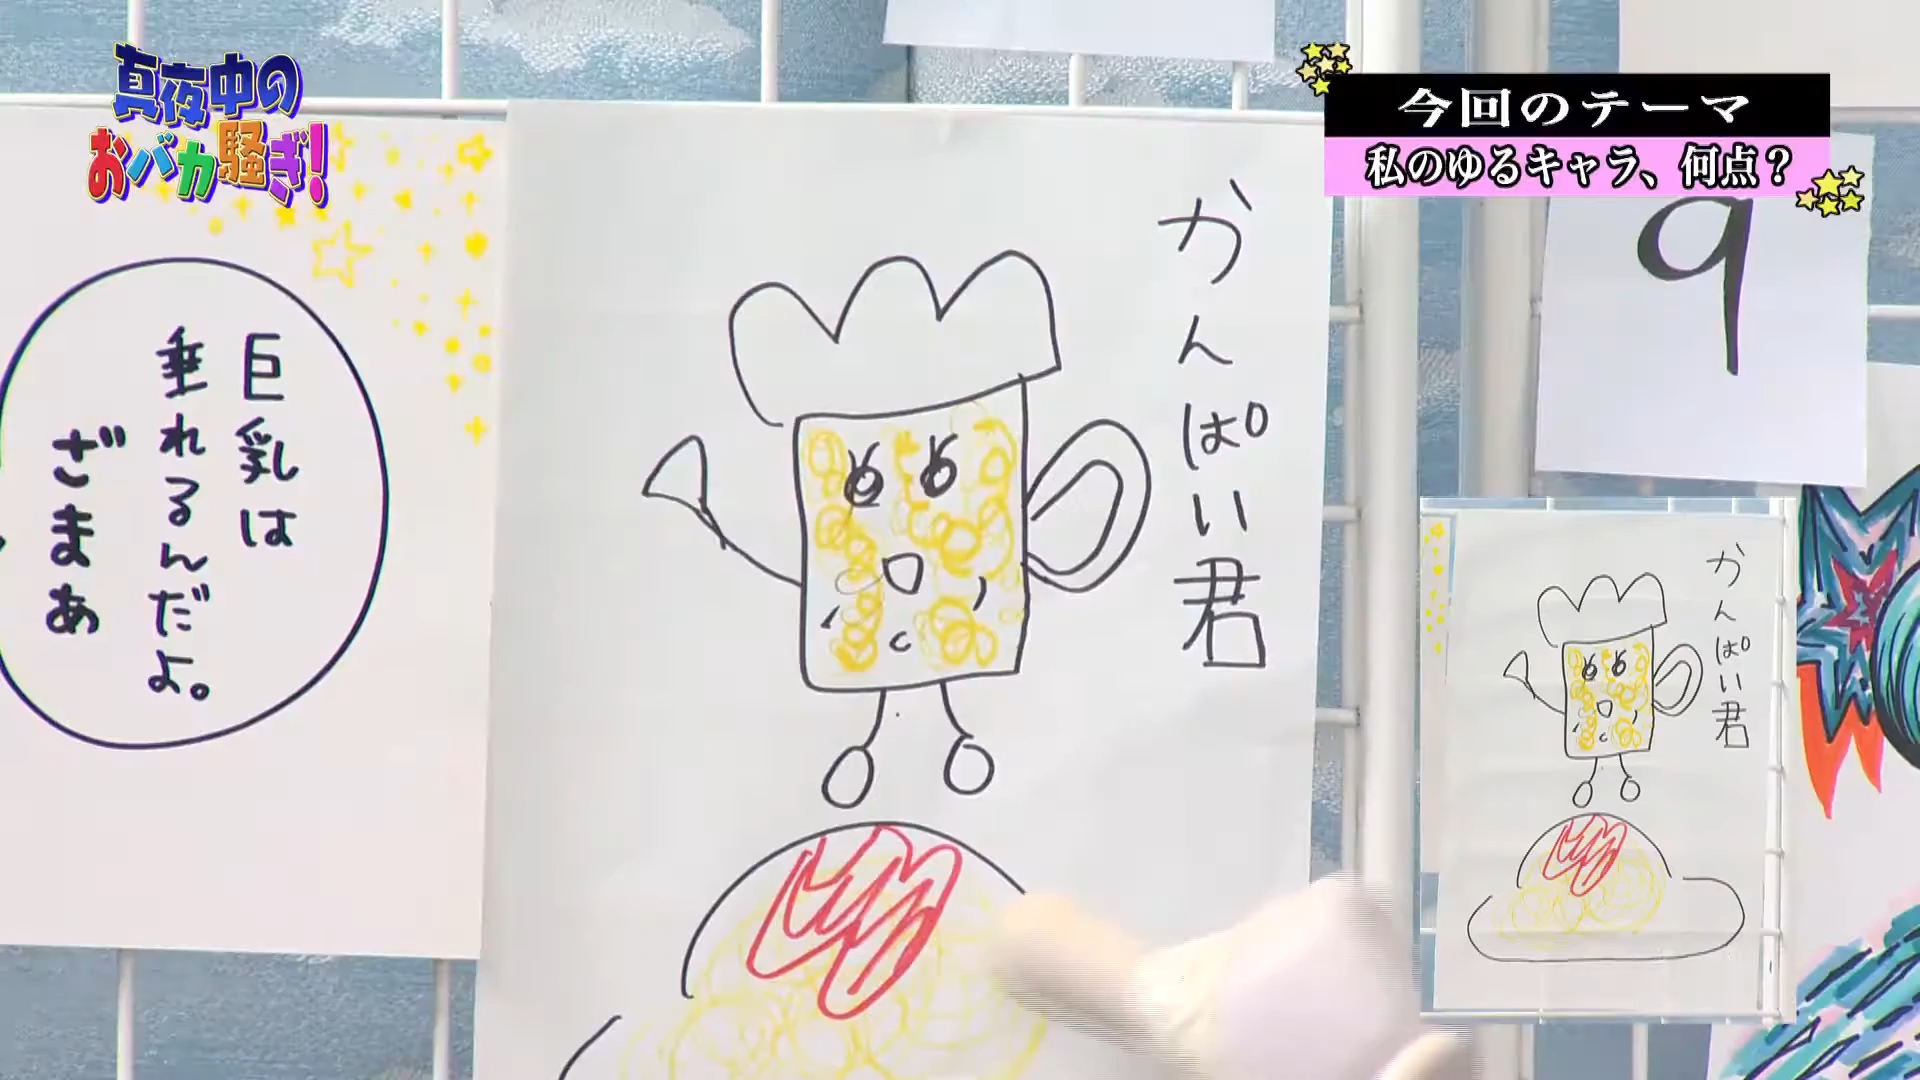 真夜中の
おバカ騒ぎ!
今回のテーマ
私のゆるキャラ、何点?
巨乳は
垂れるんだよ。
ざまあ
かんぱい君
9
かんぱい君